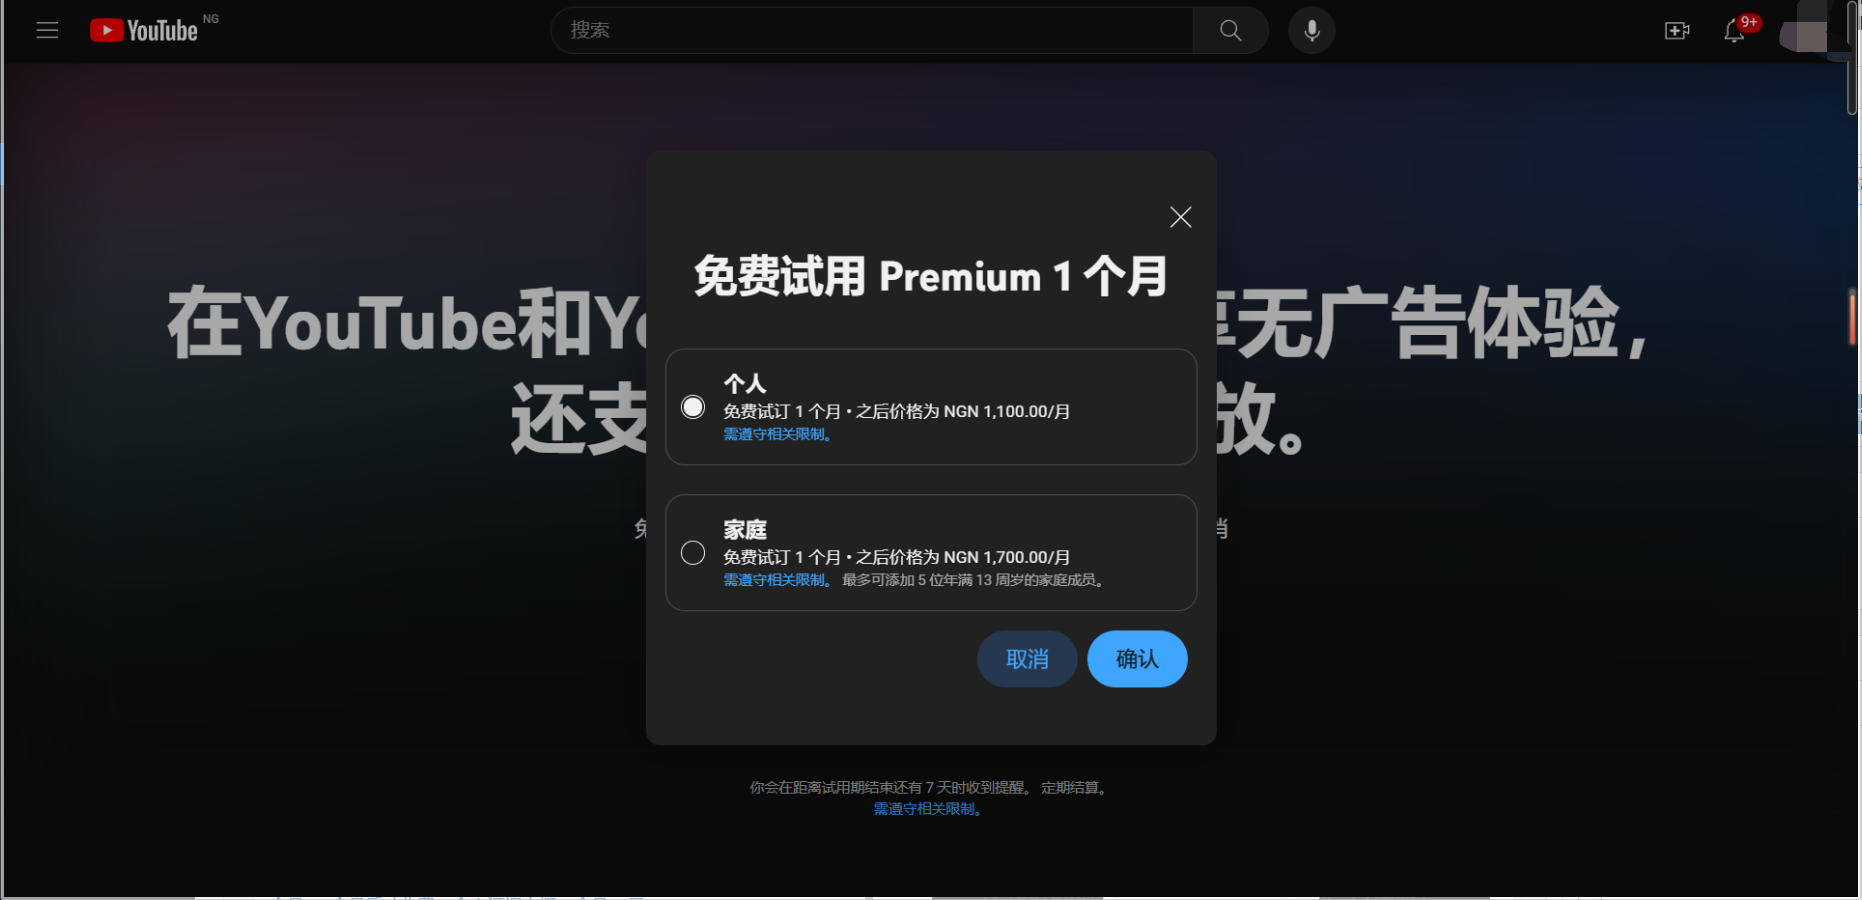 YouTube NG
搜索
9+
免费试用 Premium 1 个月
在YouTube和Yo
无广告体验，
还支
放。
个人
免费试订 1 个月 • 之后价格为 NGN 1,100.00/月
需遵守相关限制。
家庭
免费试订 1 个月 • 之后价格为 NGN 1,700.00/月
需遵守相关限制。 最多可添加 5 位年满 13 周岁的家庭成员。
取消
确认
你会在距离试用期结束还有 7 天时收到提醒。 定期结算。
需遵守相关限制。